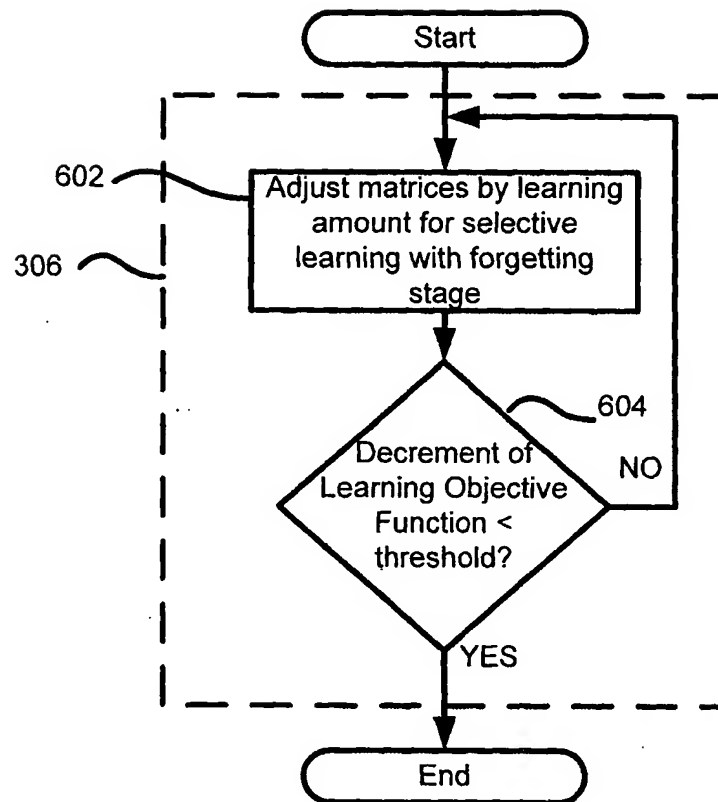 Start
602
Adjust matrices by learning
amount for selective
learning with forgetting
stage
306
604
Decrement of
Learning Objective
Function <
threshold?
NO
YES
End